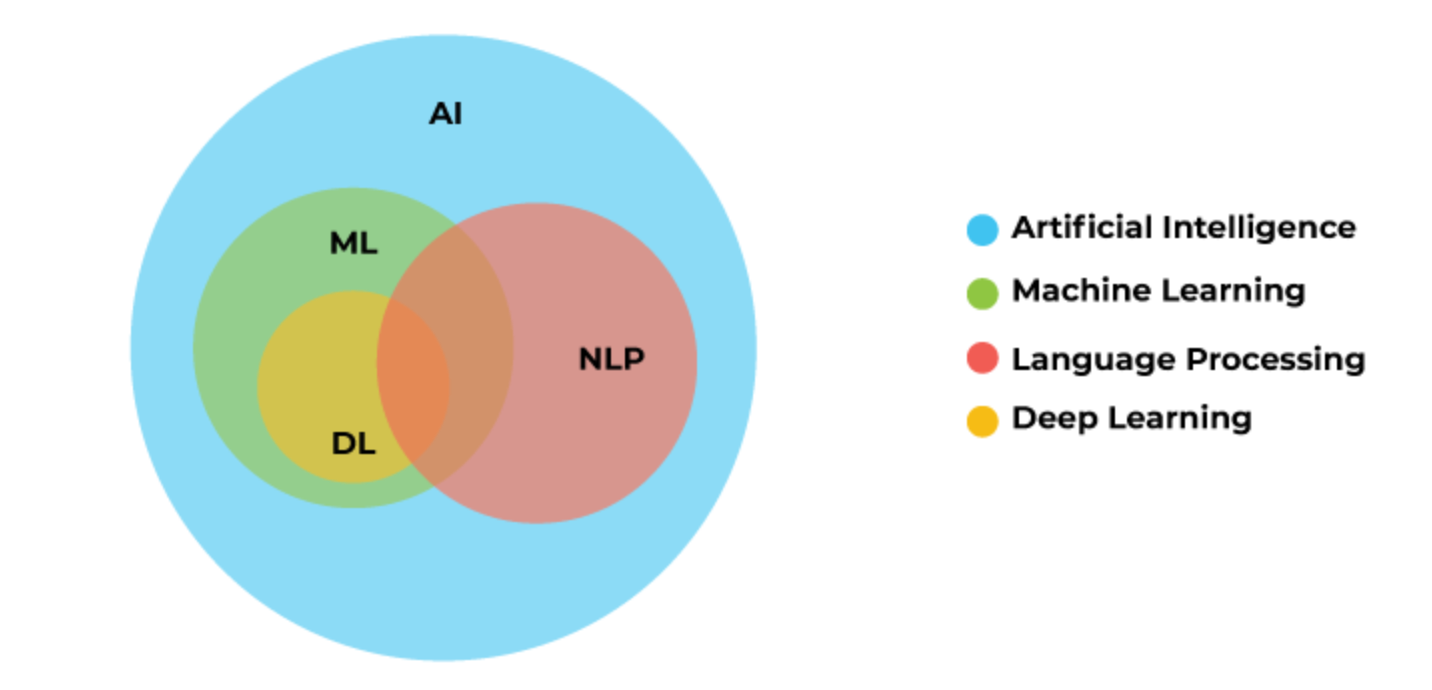 AI
ML
NLP
DL
Artificial Intelligence
Machine Learning
Language Processing
Deep Learning